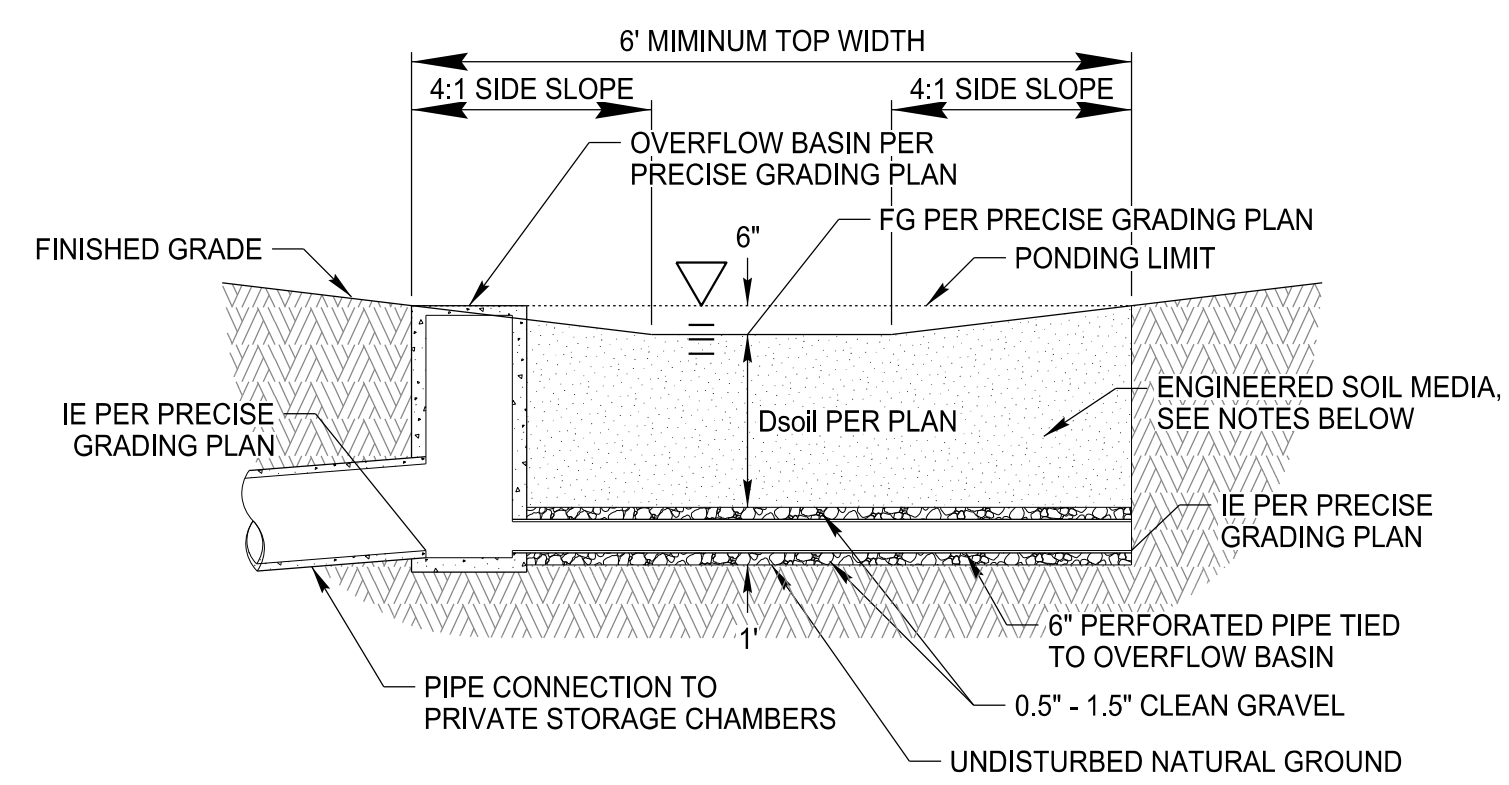 6' MIMINUM TOP WIDTH
4:1 SIDE SLOPE
4:1 SIDE SLOPE
OVERFLOW BASIN PER
PRECISE GRADING PLAN
FG PER PRECISE GRADING PLAN
6"
FINISHED GRADE
PONDING LIMIT
ENGINEERED SOIL MEDIA,
SEE NOTES BELOW
IE PER PRECISE
GRADING PLAN
Dsoil PER PLAN
IE PER PRECISE
GRADING PLAN
1'
6" PERFORATED PIPE TIED
TO OVERFLOW BASIN
PIPE CONNECTION TO
PRIVATE STORAGE CHAMBERS
0.5" - 1.5" CLEAN GRAVEL
UNDISTURBED NATURAL GROUND